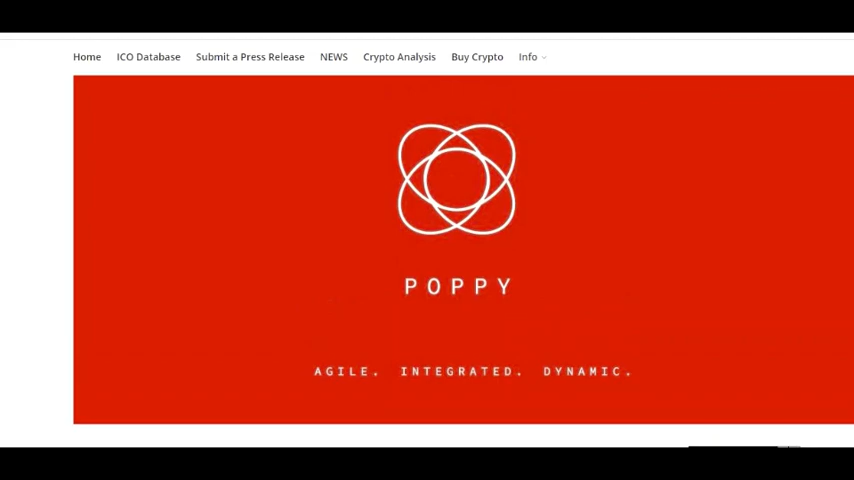 Home ICO Database Submit a Press Release NEWS Crypto Analysis Buy Crypto Info
POPPY
AGILE. INTEGRATED. DYNAMIC.